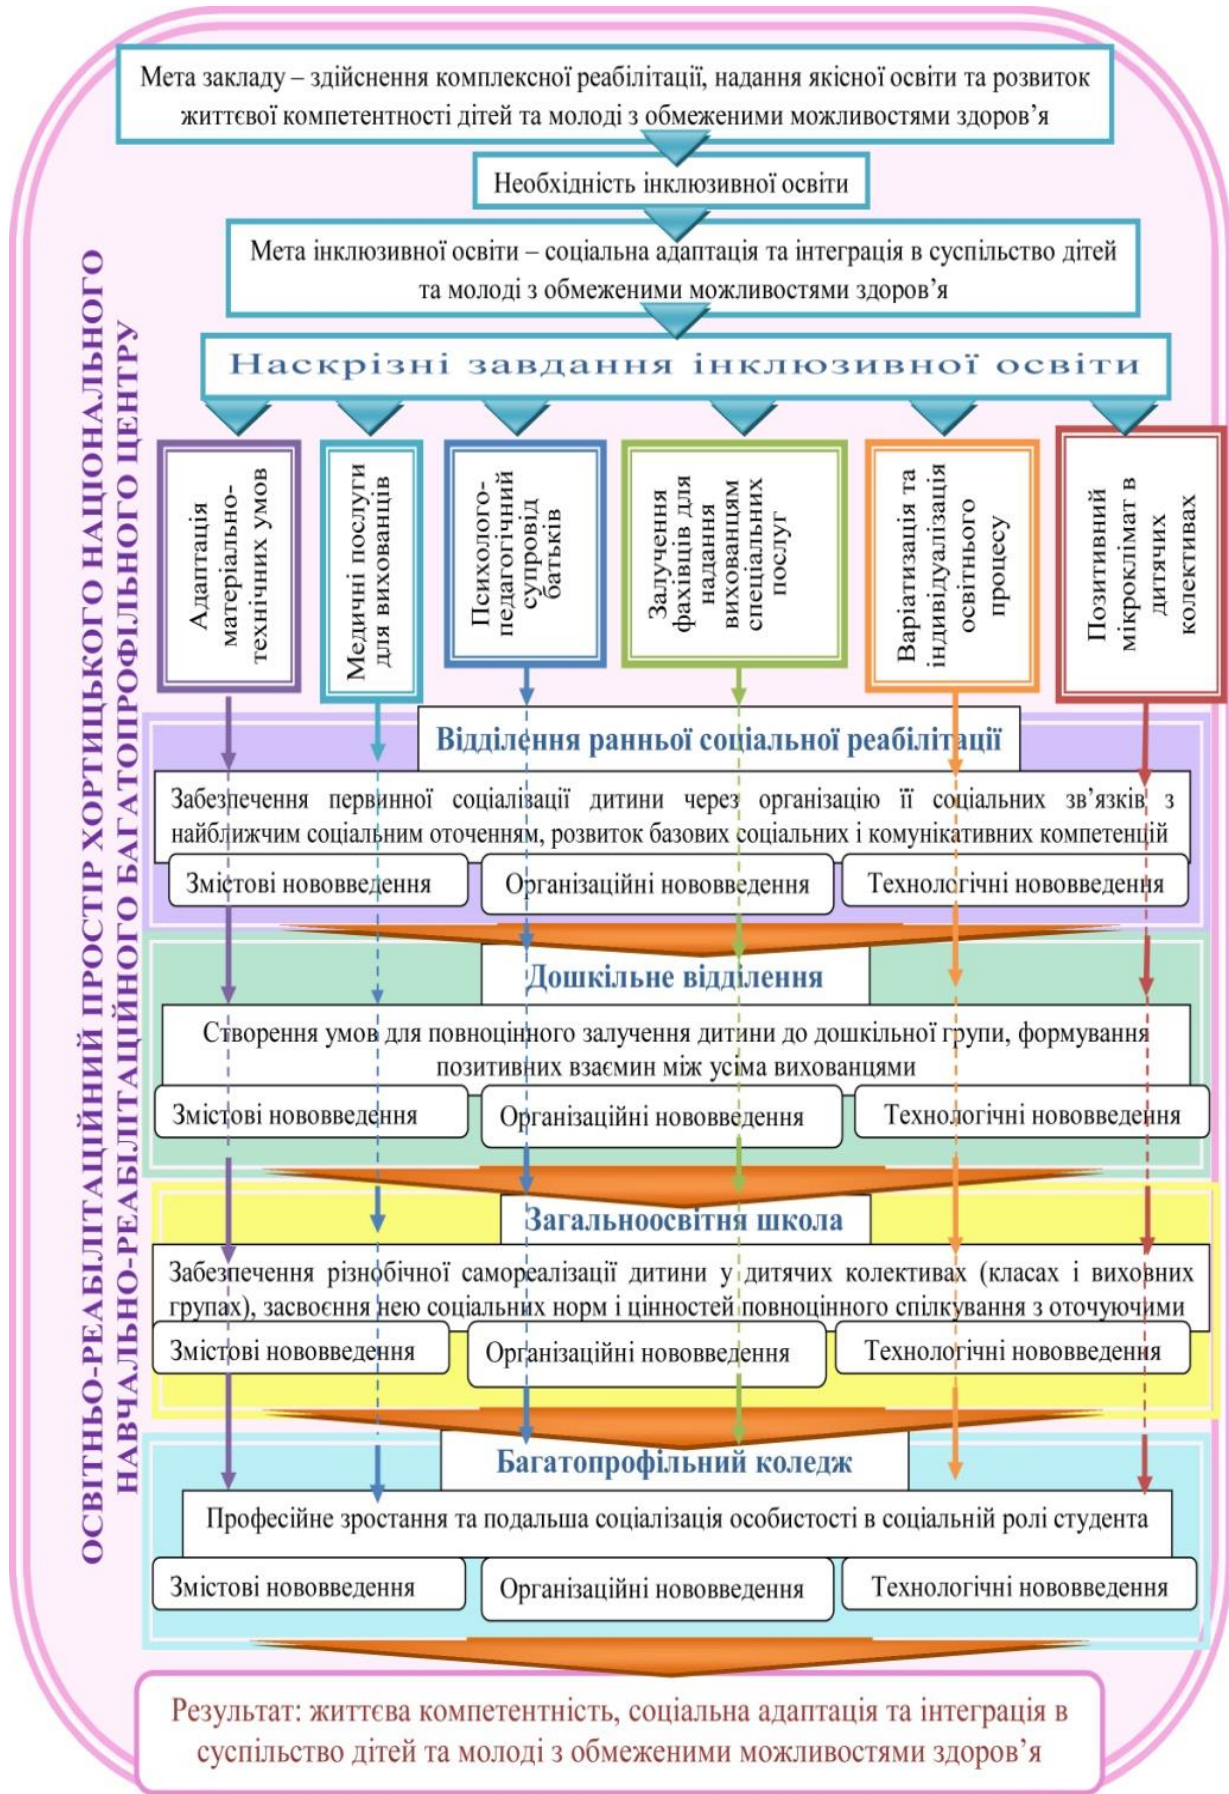 ОСВІТНЬО-РЕАБІЛІТАЦІЙНИЙ ПРОСТІР ХОРТИЦЬКОГО НАЦІОНАЛЬНОГО
НАВЧАЛЬНО-РЕАБІЛІТАЦІЙНОГО БАГАТОПРОФІЛЬНОГО ЦЕНТРУ
Мета закладу – здійснення комплексної реабілітації, надання якісної освіти та розвиток
життєвої компетентності дітей та молоді з обмеженими можливостями здоров’я
Необхідність інклюзивної освіти
Мета інклюзивної освіти – соціальна адаптація та інтеграція в суспільство дітей
та молоді з обмеженими можливостями здоров’я
Наскрізні завдання інклюзивної освіти
Адаптація
матеріально-
технічних умов
Медичні послуги
для вихованців
Психолого-
педагогічний
супровід
батьків
Залучення
фахівців для
надання
вихованцям
спеціальних
послуг
Варіатизація та
індивідуалізація
освітнього
процесу
Позитивний
мікроклімат в
дитячих
колективах
Відділення ранньої соціальної реабілітації
Забезпечення первинної соціалізації дитини через організацію її соціальних зв’язків з
найближчим соціальним оточенням, розвиток базових соціальних і комунікативних компетенцій
Змістові нововведення
Організаційні нововведення
Технологічні нововведення
Дошкільне відділення
Створення умов для повноцінного залучення дитини до дошкільної групи, формування
позитивних взаємин між усіма вихованцями
Змістові нововведення
Організаційні нововведення
Технологічні нововведення
Загальноосвітня школа
Забезпечення різнобічної самореалізації дитини у дитячих колективах (класах і виховних
групах), засвоєння нею соціальних норм і цінностей повноцінного спілкування з оточуючими
Змістові нововведення
Організаційні нововведення
Технологічні нововведення
Багатопрофільний коледж
Професійне зростання та подальша соціалізація особистості в соціальній ролі студента
Змістові нововведення
Організаційні нововведення
Технологічні нововведення
Результат: життєва компетентність, соціальна адаптація та інтеграція в
суспільство дітей та молоді з обмеженими можливостями здоров’я